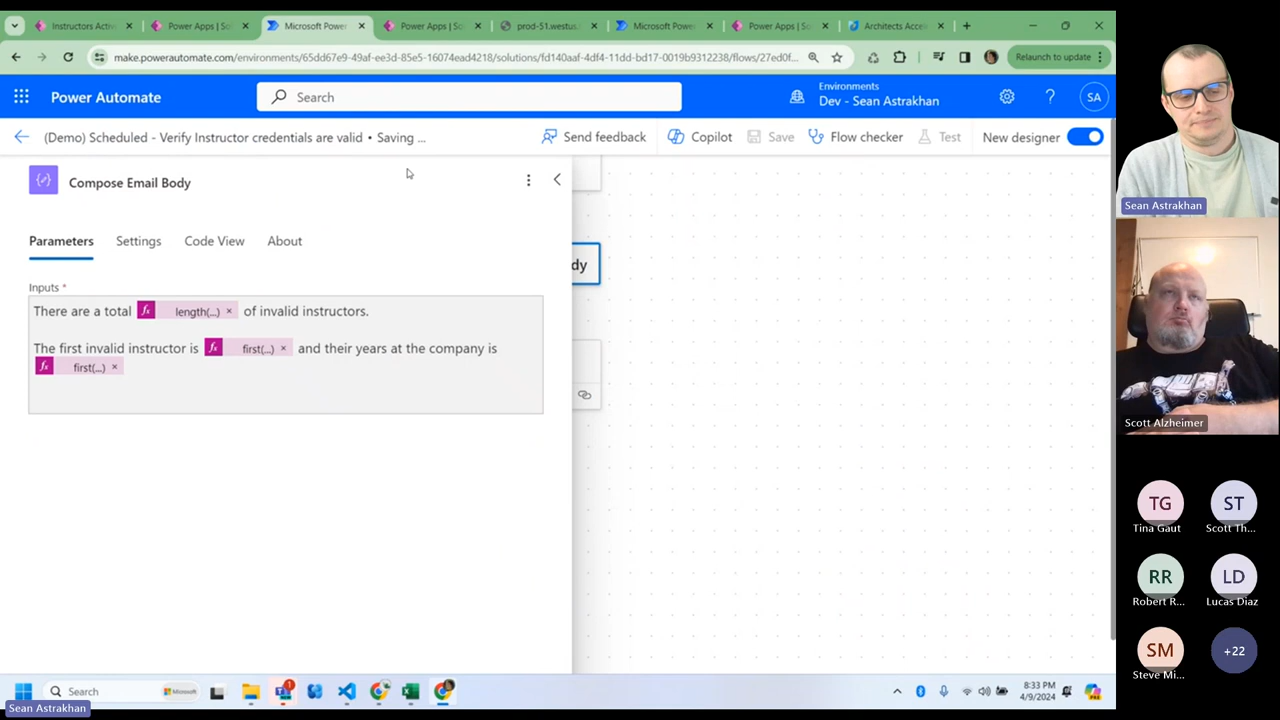 Instructors Activ
Power Apps | So
Microsoft Power
Power Apps | So
prod-51.westus.
Microsoft Power
Power Apps | So
Architects Acce
make.powerautomate.com/environments/65dd67e9-49af-ee3d-85e5-16074ead4218/solutions/fd140aaf-4df4-11dd-bd17-0019b9312238/flows/27ed0f...
Relaunch to update
Power Automate
Search
Environments
Dev - Sean Astrakhan
SA
(Demo) Scheduled - Verify Instructor credentials are valid • Saving ...
Send feedback
Copilot
Save
Flow checker
Test
New designer
Compose Email Body
Parameters
Settings
Code View
About
Inputs *
There are a total fx length(...) × of invalid instructors.
The first invalid instructor is fx first(...) × and their years at the company is
fx first(...) ×
dy
Sean Astrakhan
Scott Alzheimer
TG
ST
Tina Gaut
Scott Th...
RR
LD
Robert R...
Lucas Diaz
SM
+22
Steve Mi...
Search
Microsoft
1
8:33 PM
4/9/2024
Sean Astrakhan